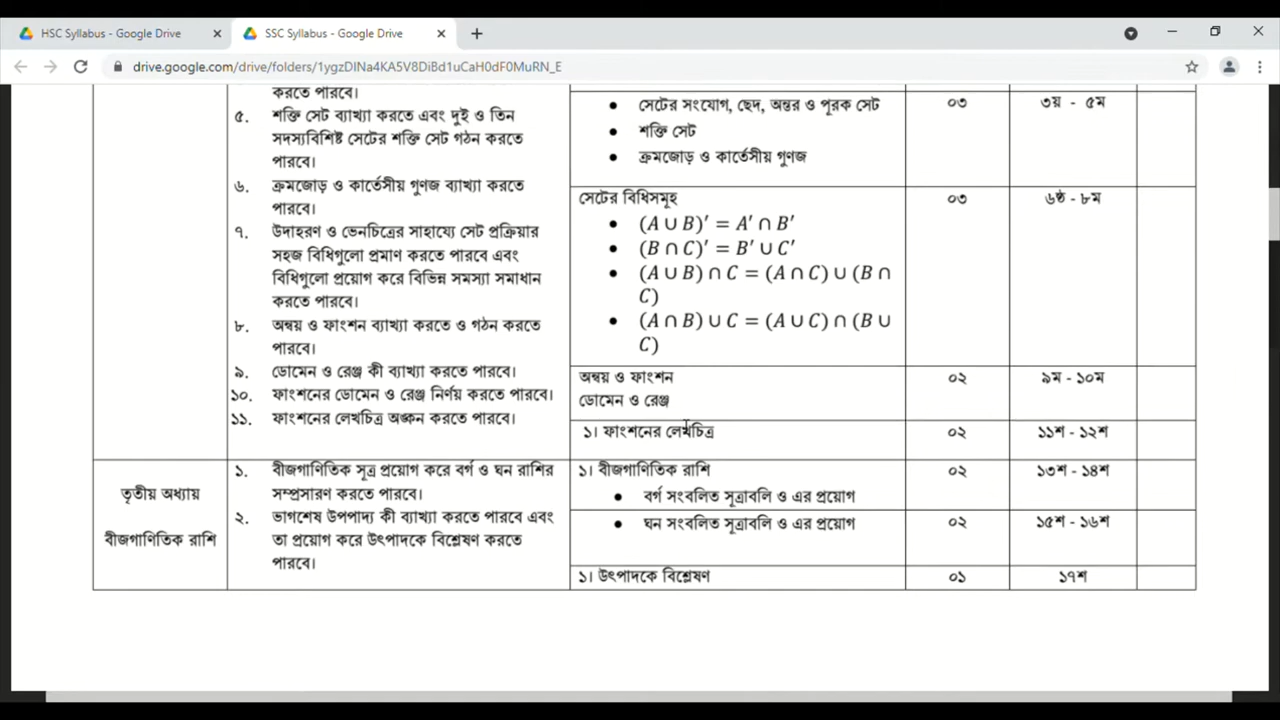 HSC Syllabus - Google Drive
SSC Syllabus - Google Drive
drive.google.com/drive/folders/1ygzDlNa4KA5V8DiBd1uCaH0dF0MuRN_E
করতে পারবে।
৫. শক্তি সেট ব্যাখ্যা করতে এবং দুই ও তিন
সদস্যবিশিষ্ট সেটের শক্তি সেট গঠন করতে
পারবে।
৬. ক্রমজোড় ও কার্তেসীয় গুণজ ব্যাখ্যা করতে
পারবে।
৭. উদাহরণ ও ভেনচিত্রের সাহায্যে সেট প্রক্রিয়ার
সহজ বিধিগুলো প্রমাণ করতে পারবে এবং
বিধিগুলো প্রয়োগ করে বিভিন্ন সমস্যা সমাধান
করতে পারবে।
৮. অন্বয় ও ফাংশন ব্যাখ্যা করতে ও গঠন করতে
পারবে।
৯. ডোমেন ও রেঞ্জ কী ব্যাখ্যা করতে পারবে।
১০. ফাংশনের ডোমেন ও রেঞ্জ নির্ণয় করতে পারবে।
১১. ফাংশনের লেখচিত্র অঙ্কন করতে পারবে।
• সেটের সংযোগ, ছেদ, অন্তর ও পূরক সেট
• শক্তি সেট
• ক্রমজোড় ও কার্তেসীয় গুণজ
০৩
৩য় - ৫ম
সেটের বিধিসমূহ
• (A ∪ B)′ = A′ ∩ B′
• (B ∩ C)′ = B′ ∪ C′
• (A ∪ B) ∩ C = (A ∩ C) ∪ (B ∩
C)
• (A ∩ B) ∪ C = (A ∪ C) ∩ (B ∪
C)
০৩
৬ষ্ঠ - ৮ম
অন্বয় ও ফাংশন
ডোমেন ও রেঞ্জ
০২
৯ম - ১০ম
১। ফাংশনের লেখচিত্র
০২
১১শ - ১২শ
তৃতীয় অধ্যায়
বীজগাণিতিক রাশি
১. বীজগাণিতিক সূত্র প্রয়োগ করে বর্গ ও ঘন রাশির
সম্প্রসারণ করতে পারবে।
২. ভাগশেষ উপপাদ্য কী ব্যাখ্যা করতে পারবে এবং
তা প্রয়োগ করে উৎপাদকে বিশ্লেষণ করতে
পারবে।
১। বীজগাণিতিক রাশি
• বর্গ সংবলিত সূত্রাবলি ও এর প্রয়োগ
০২
১৩শ - ১৪শ
• ঘন সংবলিত সূত্রাবলি ও এর প্রয়োগ
০২
১৫শ - ১৬শ
১। উৎপাদকে বিশ্লেষণ
০১
১৭শ